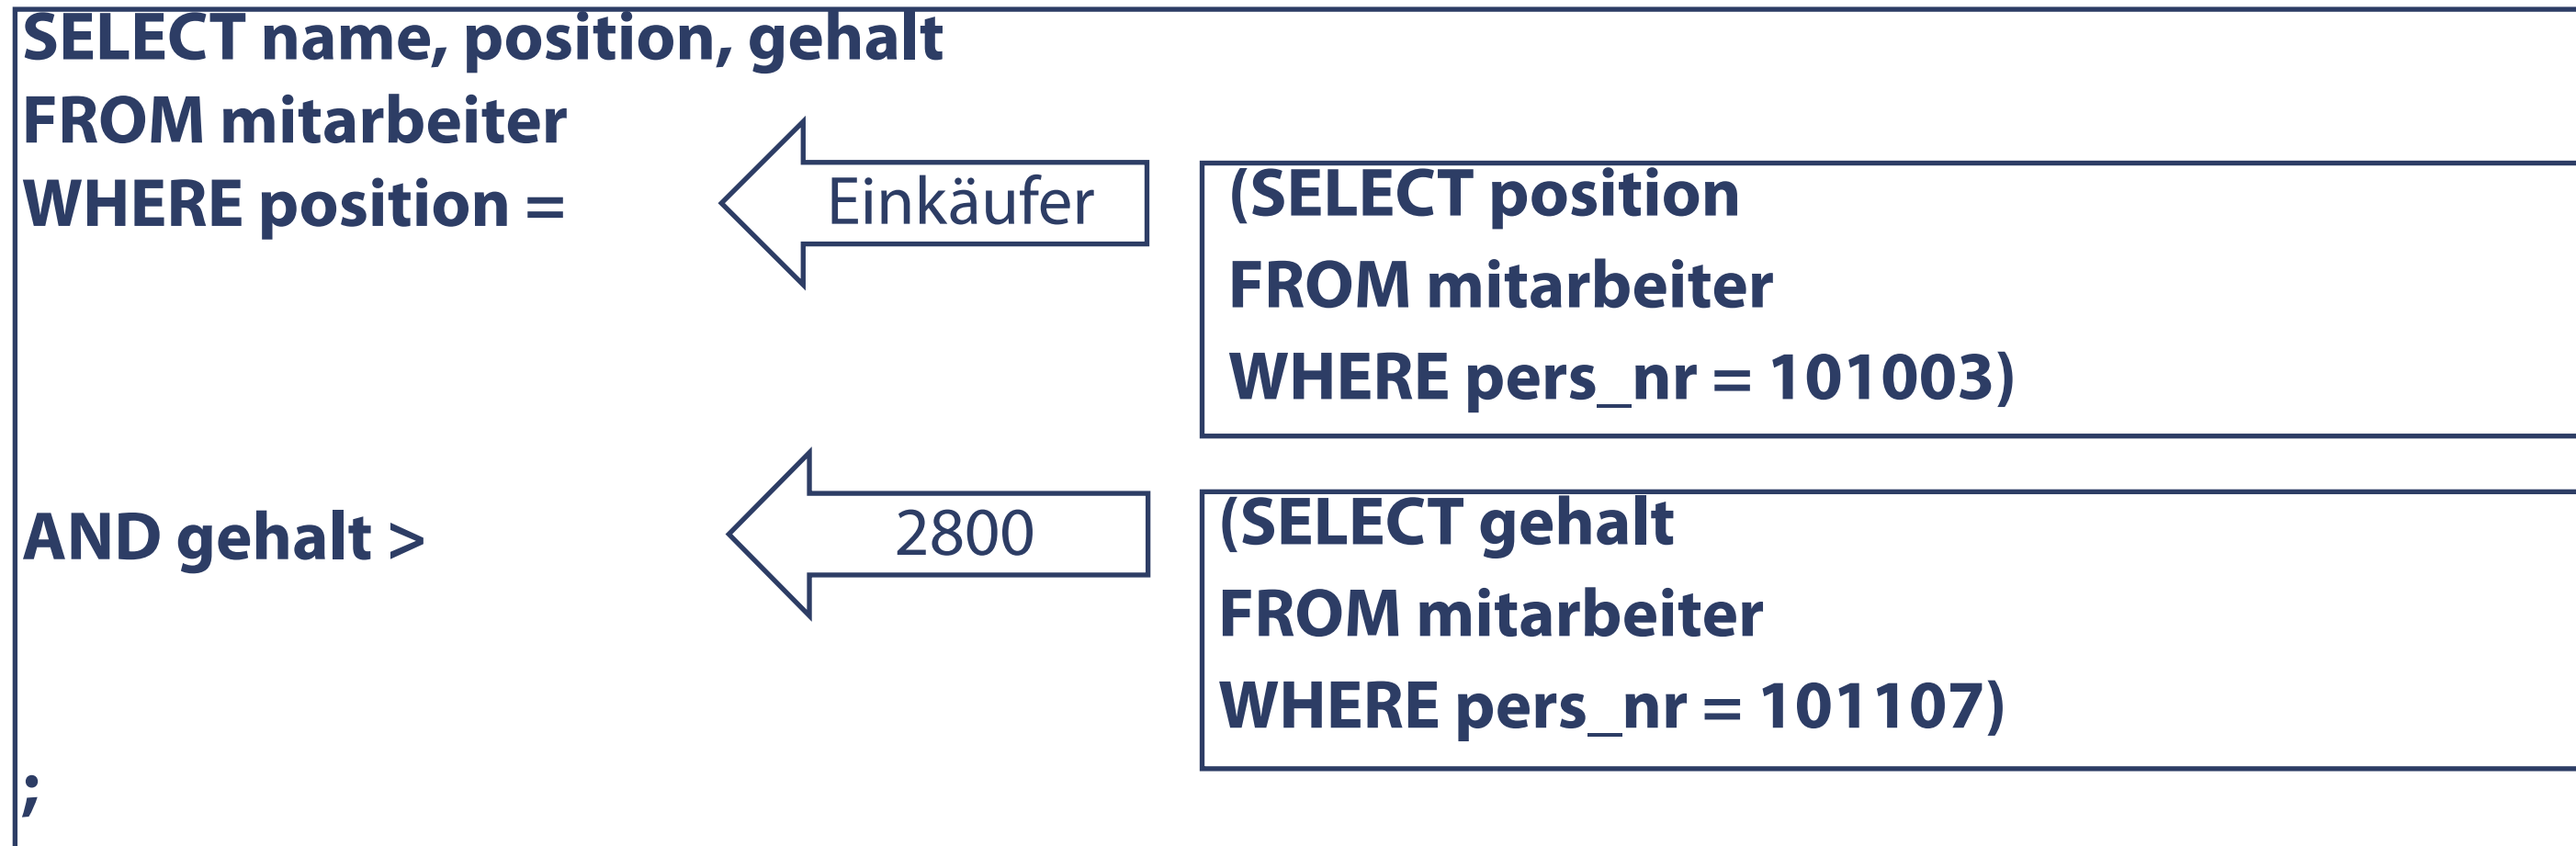 SELECT name, position, gehalt
FROM mitarbeiter
WHERE position =
Einkäufer
(SELECT position
FROM mitarbeiter
WHERE pers_nr = 101003)
AND gehalt >
2800
(SELECT gehalt
FROM mitarbeiter
WHERE pers_nr = 101107)
;